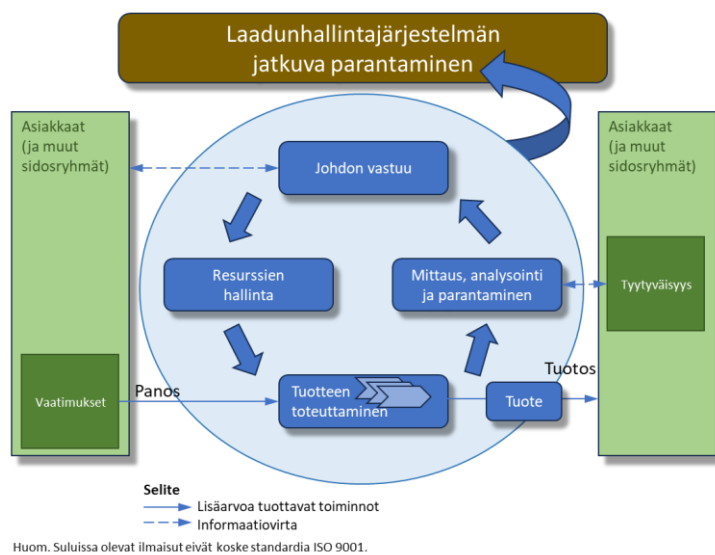 Laadunhallintajärjestelmän
jatkuva parantaminen
Asiakkaat
(ja muut
sidosryhmät)
Asiakkaat
(ja muut
sidosryhmät)
Johdon vastuu
Resurssien
hallinta
Mittaus, analysointi
ja parantaminen
Tyytyväisyys
Vaatimukset
Panos
Tuotteen
toteuttaminen
Tuote
Tuotos
Selite
Lisäarvoa tuottavat toiminnot
Informaatiovirta
Huom. Suluissa olevat ilmaisut eivät koske standardia ISO 9001.